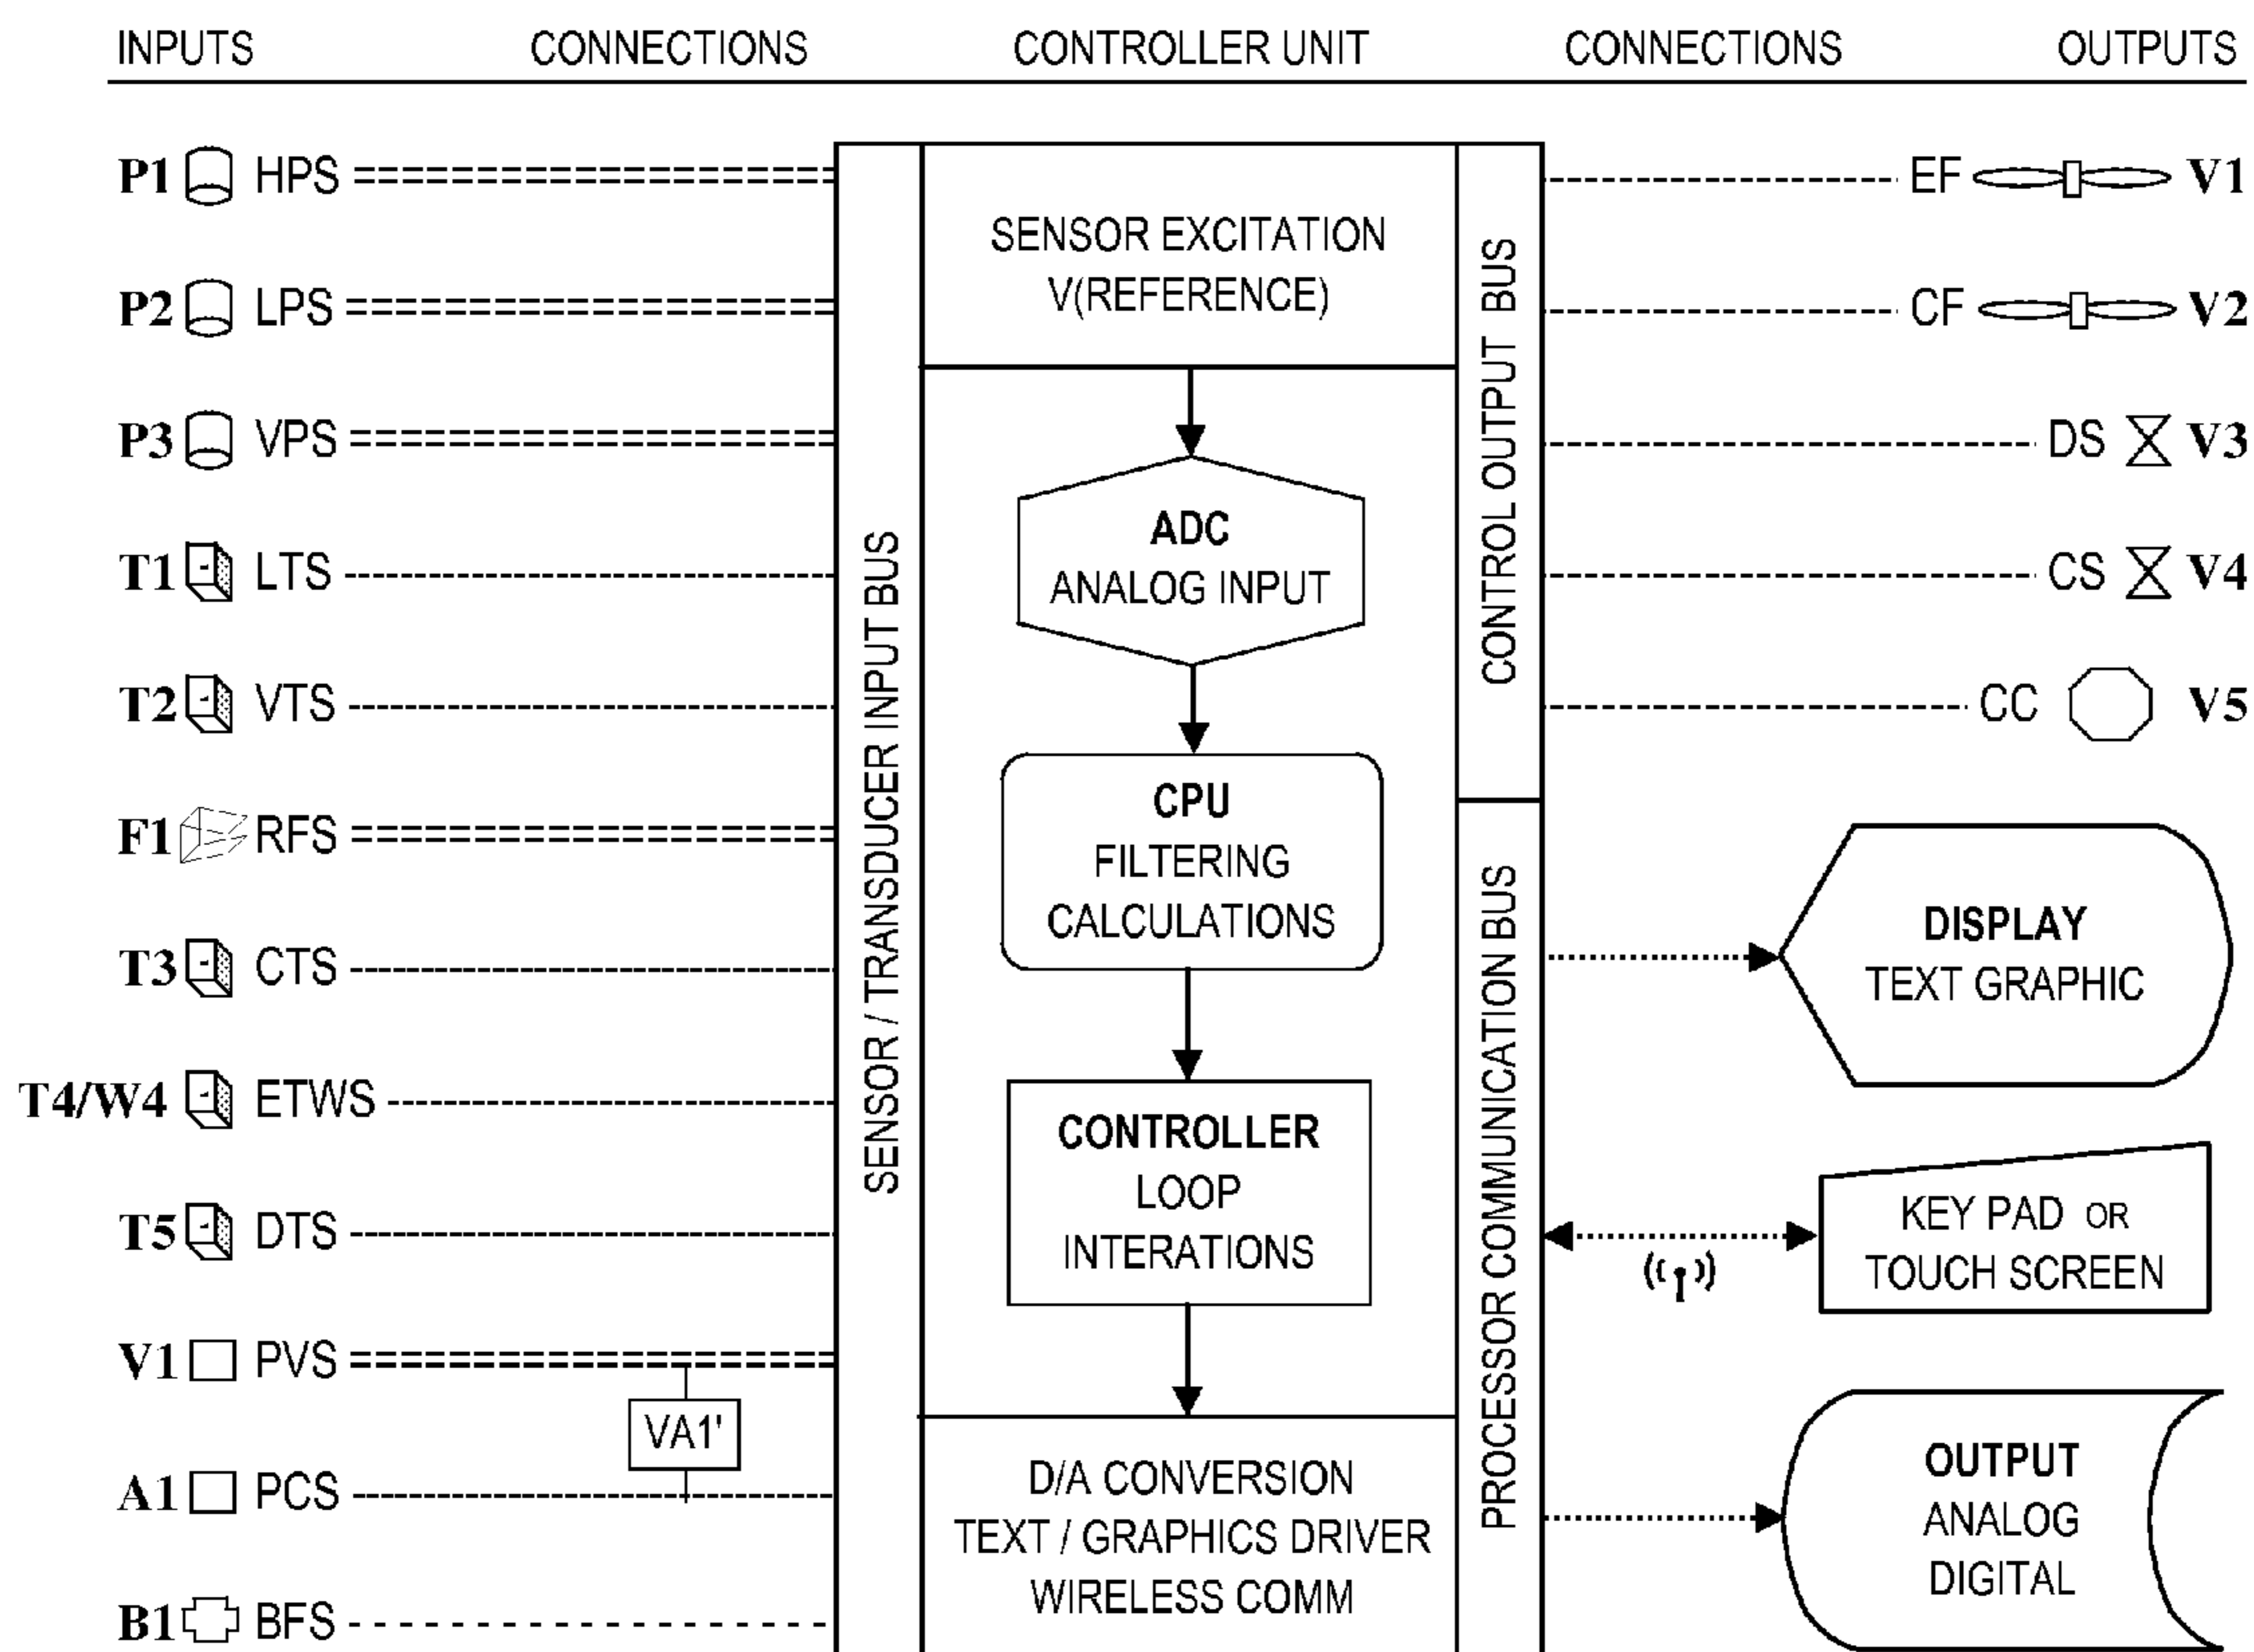 INPUTS CONNECTIONS CONTROLLER UNIT CONNECTIONS OUTPUTS
P1 HPS
P2 LPS
P3 VPS
T1 LTS
T2 VTS
F1 RFS
T3 CTS
T4/W4 ETWS
T5 DTS
V1 PVS
VA1'
A1 PCS
B1 BFS
SENSOR / TRANSDUCER INPUT BUS
SENSOR EXCITATION
V(REFERENCE)
ADC
ANALOG INPUT
CPU
FILTERING
CALCULATIONS
CONTROLLER
LOOP
INTERATIONS
D/A CONVERSION
TEXT / GRAPHICS DRIVER
WIRELESS COMM
CONTROL OUTPUT BUS
PROCESSOR COMMUNICATION BUS
EF V1
CF V2
DS V3
CS V4
CC V5
DISPLAY
TEXT GRAPHIC
KEY PAD OR
TOUCH SCREEN
OUTPUT
ANALOG
DIGITAL